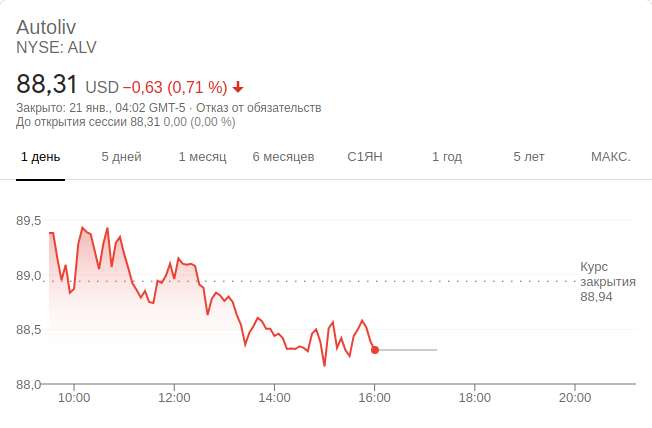 Autoliv
NYSE: ALV
88,31 USD −0,63 (0,71 %)
Закрыто: 21 янв., 04:02 GMT-5 · Отказ от обязательств
До открытия сессии 88,31 0,00 (0,00 %)
1 день 5 дней 1 месяц 6 месяцев С1ЯН 1 год 5 лет МАКС.
89,5
89,0
88,5
88,0
Курс
закрытия
88,94
10:00 12:00 14:00 16:00 18:00 20:00